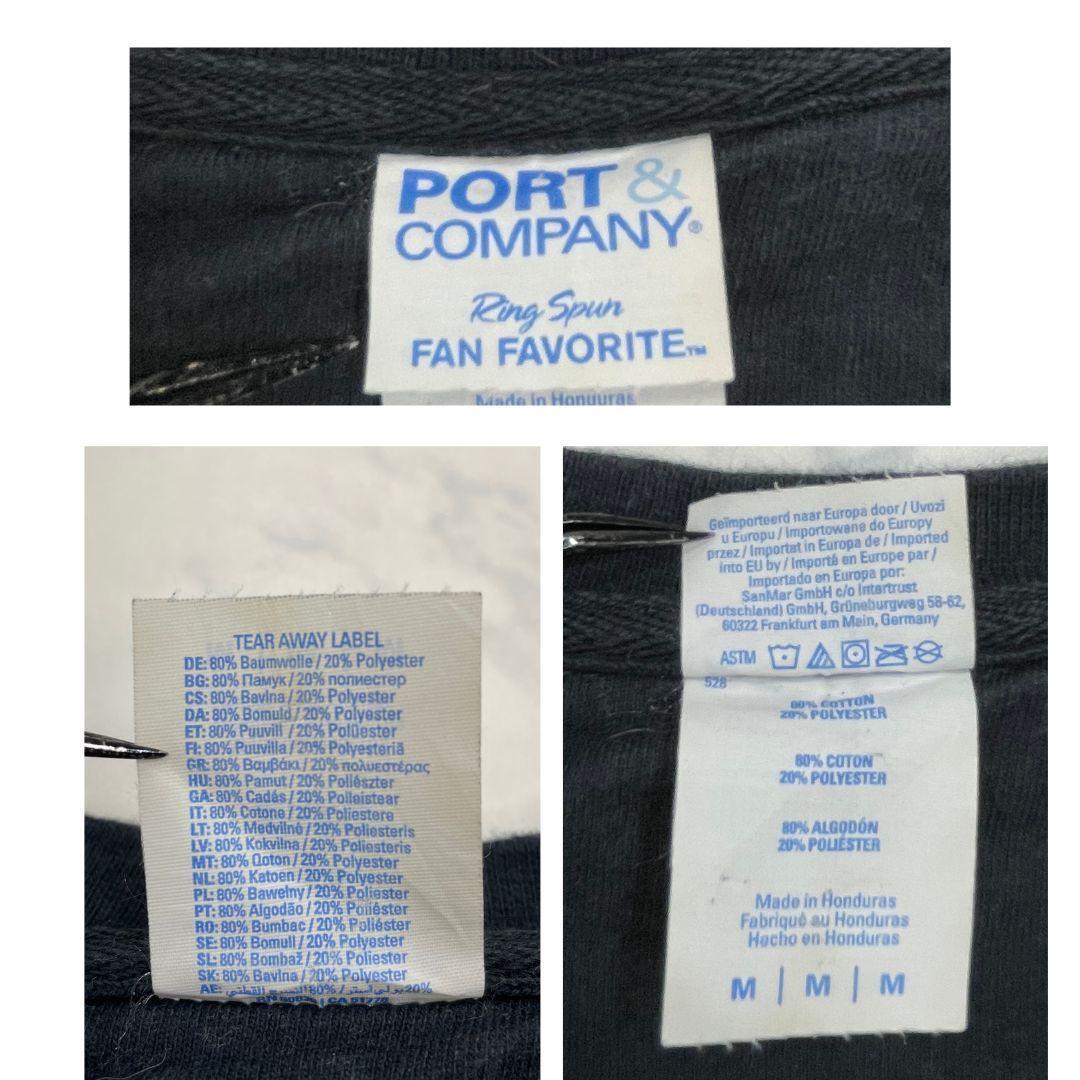 PORT &
COMPANY®
Ring Spun
FAN FAVORITE™
Made in Honduras
TEAR AWAY LABEL
DE: 80% Baumwolle / 20% Polyester
BG: 80% Памук / 20% полиестер
CS: 80% Bavlna / 20% Polyester
DA: 80% Bomuld / 20% Polyester
ET: 80% Puuvill / 20% Polüester
FI: 80% Puuvilla / 20% Polyesteriä
GR: 80% Βαμβάκι / 20% πολυεστέρας
HU: 80% Pamut / 20% Poliészter
GA: 80% Cadás / 20% Poileistear
IT: 80% Cotone / 20% Poliestere
LT: 80% Medvilnė / 20% Poliesteris
LV: 80% Kokvilna / 20% Poliesteris
MT: 80% Qoton / 20% Polyester
NL: 80% Katoen / 20% Polyester
PL: 80% Bawełny / 20% Poliester
PT: 80% Algodão / 20% Poliéster
RO: 80% Bumbac / 20% Poliester
SE: 80% Bomull / 20% Polyester
SL: 80% Bombaž / 20% Poliester
SK: 80% Bavlna / 20% Polyester
AE: 80% / 20% بولي استر
Geïmporteerd naar Europa door / Uvozi
u Europu / Importowane do Europy
przez / Importat in Europa de / Imported
into EU by / Importé en Europe par /
Importado en Europa por:
SanMar GmbH c/o Intertrust
(Deutschland) GmbH, Grüneburgweg 58-62,
60322 Frankfurt am Main, Germany
ASTM
528
80% COTTON
20% POLYESTER
80% COTON
20% POLYESTER
80% ALGODÓN
20% POLIÉSTER
Made in Honduras
Fabriqué au Honduras
Hecho en Honduras
M | M | M